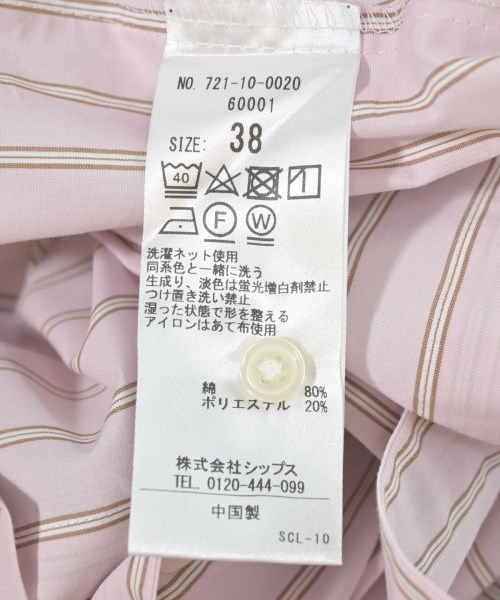 NO. 721-10-0020
60001
SIZE: 38
40 1
F W
洗濯ネット使用
同系色と一緒に洗う
生成り、淡色は蛍光増白剤禁止
つけ置き洗い禁止
湿った状態で形を整える
アイロンはあて布使用
綿 80%
ポリエステル 20%
株式会社シップス
TEL. 0120-444-099
中国製
SCL-10